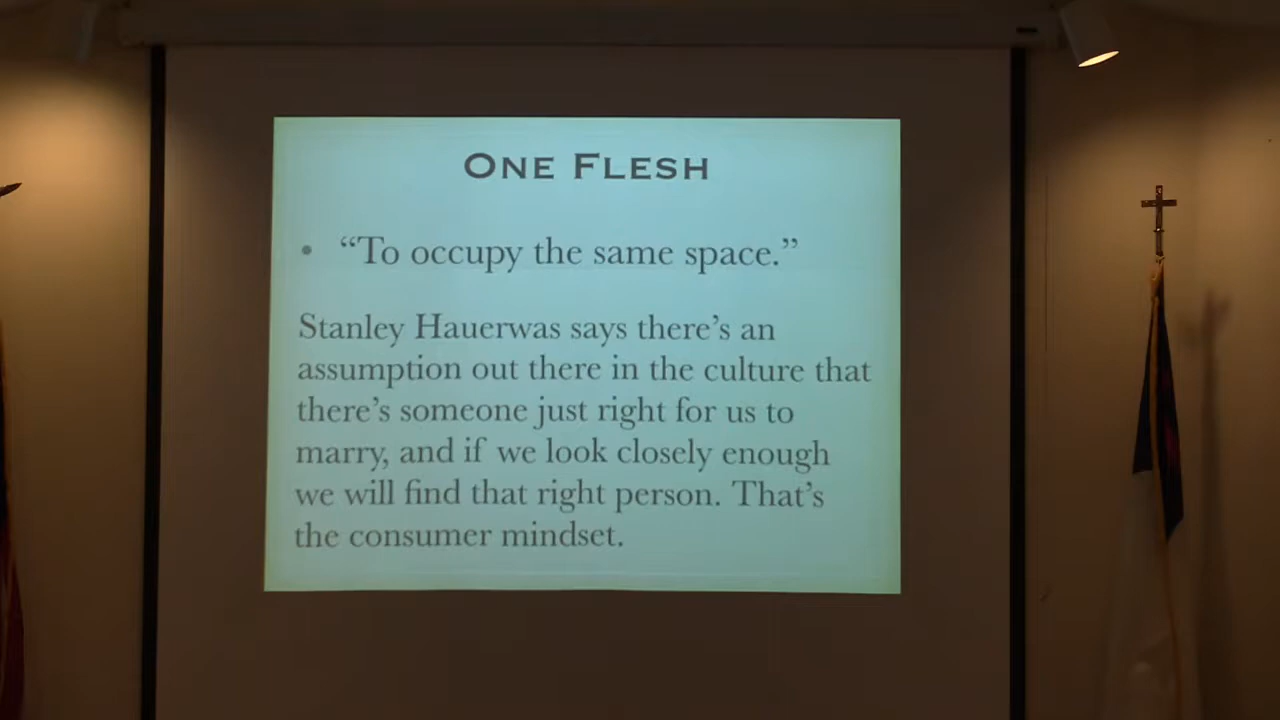 ONE FLESH
• “To occupy the same space.”
Stanley Hauerwas says there’s an
assumption out there in the culture that
there’s someone just right for us to
marry, and if we look closely enough
we will find that right person. That’s
the consumer mindset.